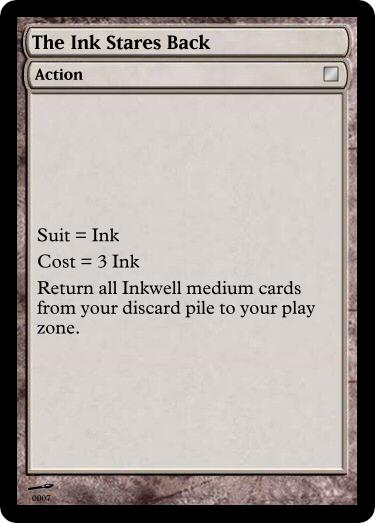 The Ink Stares Back
Action
Suit = Ink
Cost = 3 Ink
Return all Inkwell medium cards
from your discard pile to your play
zone.
0007